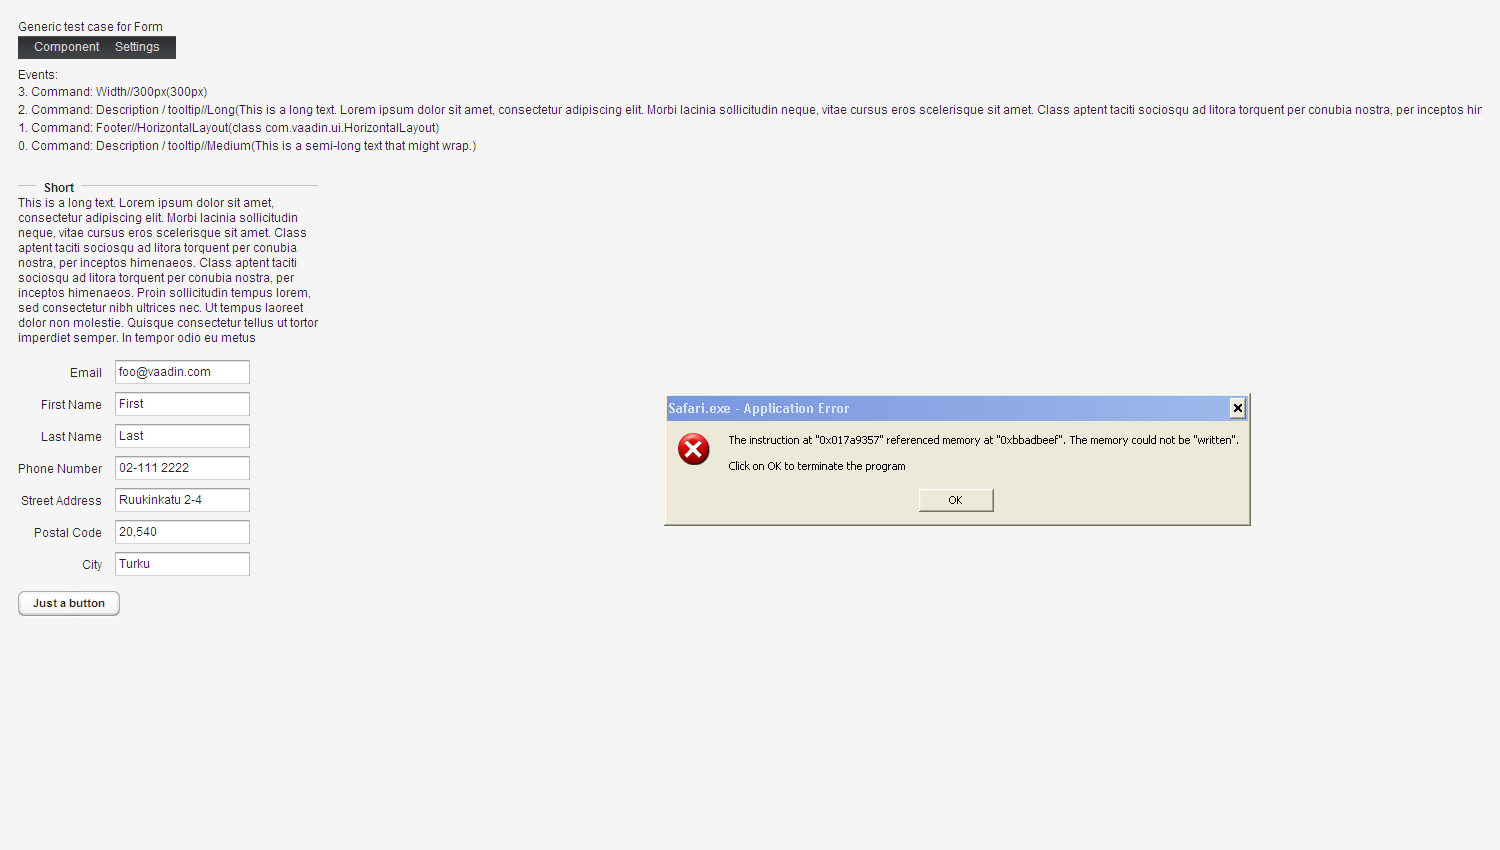 Generic test case for Form
Component Settings
Events:
3. Command: Width//300px(300px)
2. Command: Description / tooltip//Long(This is a long text. Lorem ipsum dolor sit amet, consectetur adipiscing elit. Morbi lacinia sollicitudin neque, vitae cursus eros scelerisque sit amet. Class aptent taciti sociosqu ad litora torquent per conubia nostra, per inceptos hir
1. Command: Footer//HorizontalLayout(class com.vaadin.ui.HorizontalLayout)
0. Command: Description / tooltip//Medium(This is a semi-long text that might wrap.)
Short
This is a long text. Lorem ipsum dolor sit amet,
consectetur adipiscing elit. Morbi lacinia sollicitudin
neque, vitae cursus eros scelerisque sit amet. Class
aptent taciti sociosqu ad litora torquent per conubia
nostra, per inceptos himenaeos. Class aptent taciti
sociosqu ad litora torquent per conubia nostra, per
inceptos himenaeos. Proin sollicitudin tempus lorem,
sed consectetur nibh ultrices nec. Ut tempus laoreet
dolor non molestie. Quisque consectetur tellus ut tortor
imperdiet semper. In tempor odio eu metus
Email foo@vaadin.com
First Name First
Last Name Last
Phone Number 02-111 2222
Street Address Ruukinkatu 2-4
Postal Code 20,540
City Turku
Just a button
Safari.exe - Application Error
The instruction at "0x017a9357" referenced memory at "0xbbadbeef". The memory could not be "written".
Click on OK to terminate the program
OK